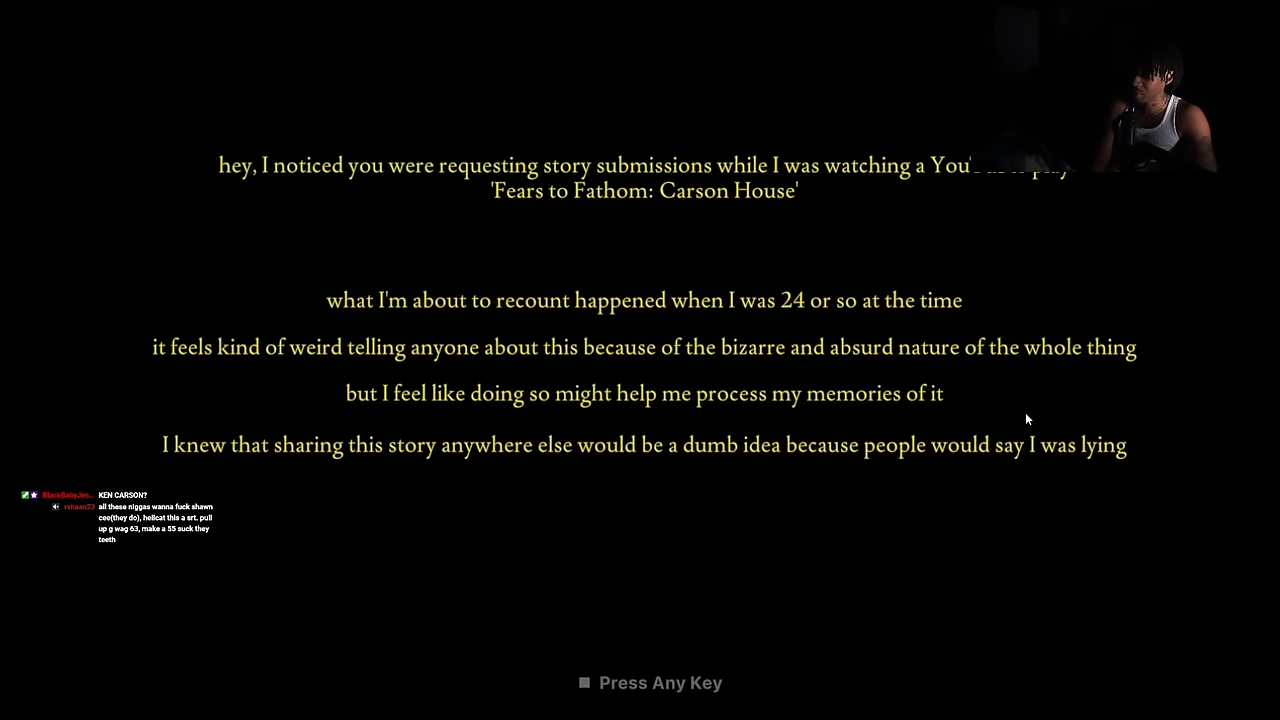 hey, I noticed you were requesting story submissions while I was watching a You
'Fears to Fathom: Carson House'
what I'm about to recount happened when I was 24 or so at the time
it feels kind of weird telling anyone about this because of the bizarre and absurd nature of the whole thing
but I feel like doing so might help me process my memories of it
I knew that sharing this story anywhere else would be a dumb idea because people would say I was lying
BlackBabyJes... KEN CARSON?
rshaan23 all these niggas wanna fuck shawn
cee(they do), hellcat this a srt. pull
up g wag 63, make a 55 suck they
teeth
Press Any Key